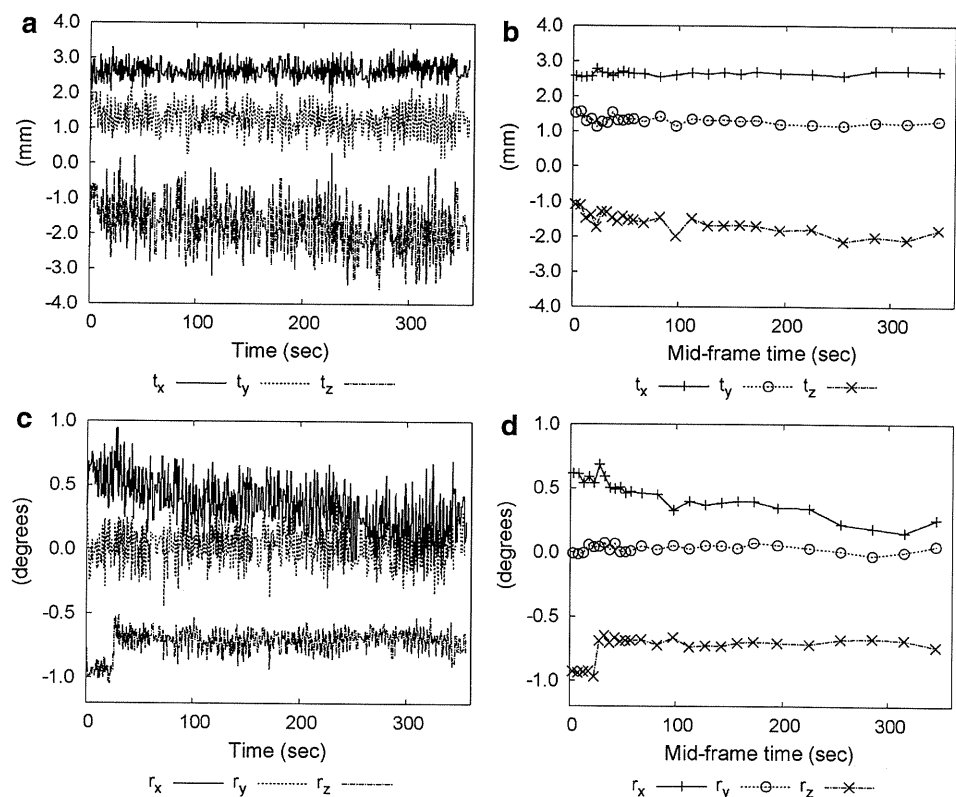 a
4.0
3.0
2.0
1.0
0.0
-1.0
-2.0
-3.0
-4.0
(mm)
0 100 200 300
Time (sec)
tx ty tz
b
4.0
3.0
2.0
1.0
0.0
-1.0
-2.0
-3.0
-4.0
(mm)
0 100 200 300
Mid-frame time (sec)
tx ty tz
c
1.0
0.5
0.0
-0.5
-1.0
(degrees)
0 100 200 300
Time (sec)
rx ry rz
d
1.0
0.5
0.0
-0.5
-1.0
(degrees)
0 100 200 300
Mid-frame time (sec)
rx ry rz